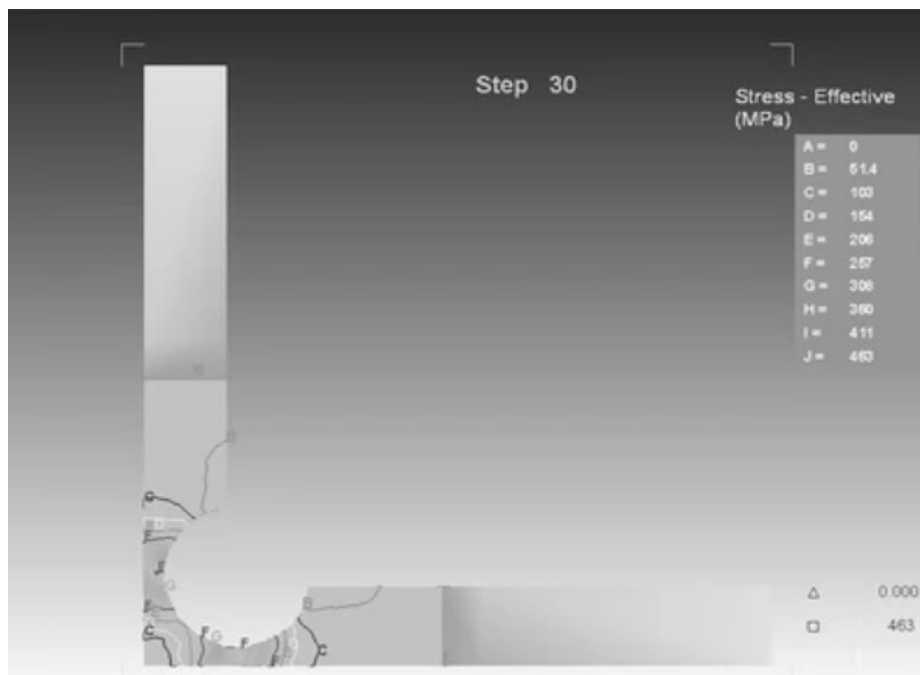 Step 30
Stress - Effective
(MPa)
A = 0
B = 51.4
C = 103
D = 154
E = 206
F = 257
G = 308
H = 360
I = 411
J = 463
G
D
F
G
F
C
F
G
F
B
C
0.000
463